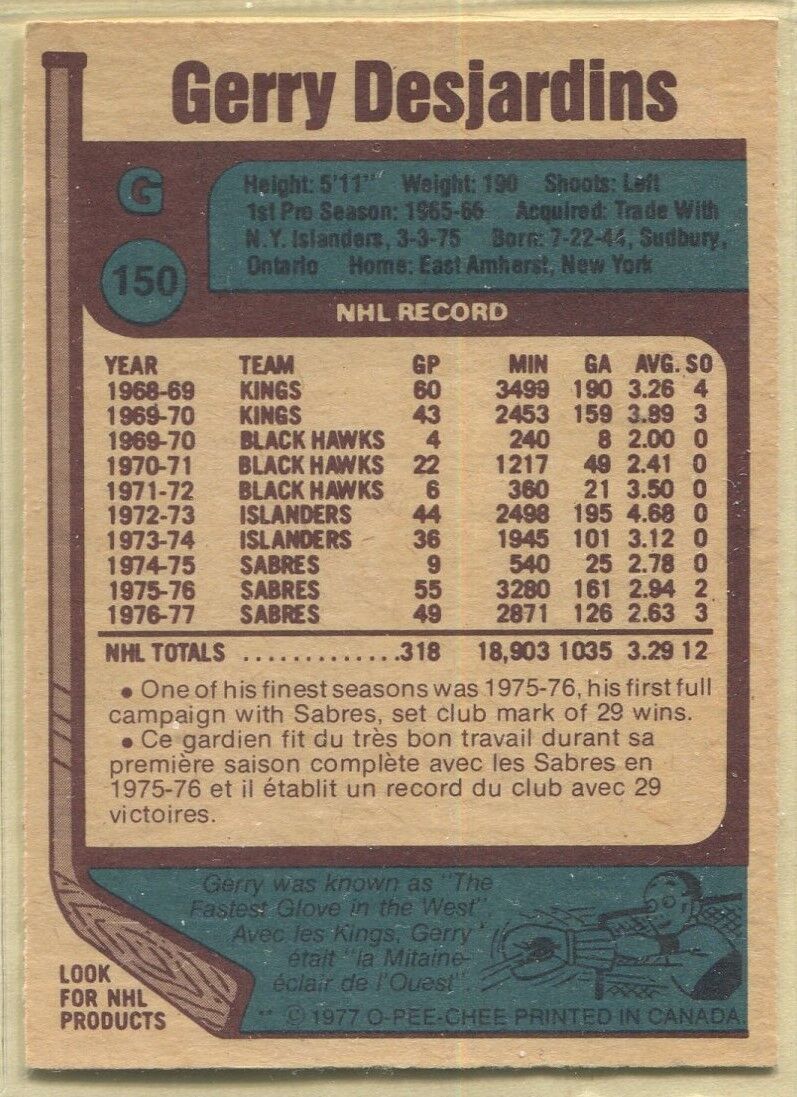 Gerry Desjardins
G
150
Height: 5'11" Weight: 190 Shoots: Left
1st Pro Season: 1965-66 Acquired: Trade With
N.Y. Islanders, 3-3-75 Born: 7-22-44, Sudbury,
Ontario Home: East Amherst, New York
NHL RECORD
YEAR TEAM GP MIN GA AVG. SO
1968-69 KINGS 60 3499 190 3.26 4
1969-70 KINGS 43 2453 159 3.89 3
1969-70 BLACK HAWKS 4 240 8 2.00 0
1970-71 BLACK HAWKS 22 1217 49 2.41 0
1971-72 BLACK HAWKS 6 360 21 3.50 0
1972-73 ISLANDERS 44 2498 195 4.68 0
1973-74 ISLANDERS 36 1945 101 3.12 0
1974-75 SABRES 9 540 25 2.78 0
1975-76 SABRES 55 3280 161 2.94 2
1976-77 SABRES 49 2871 126 2.63 3
NHL TOTALS ..............318 18,903 1035 3.29 12
• One of his finest seasons was 1975-76, his first full
campaign with Sabres, set club mark of 29 wins.
• Ce gardien fit du très bon travail durant sa
première saison complète avec les Sabres en
1975-76 et il établit un record du club avec 29
victoires.
Gerry was known as "The
Fastest Glove in the West".
Avec les Kings, Gerry
était "la Mitaine-
éclair de l'Ouest".
LOOK
FOR NHL
PRODUCTS
** © 1977 O-PEE-CHEE PRINTED IN CANADA